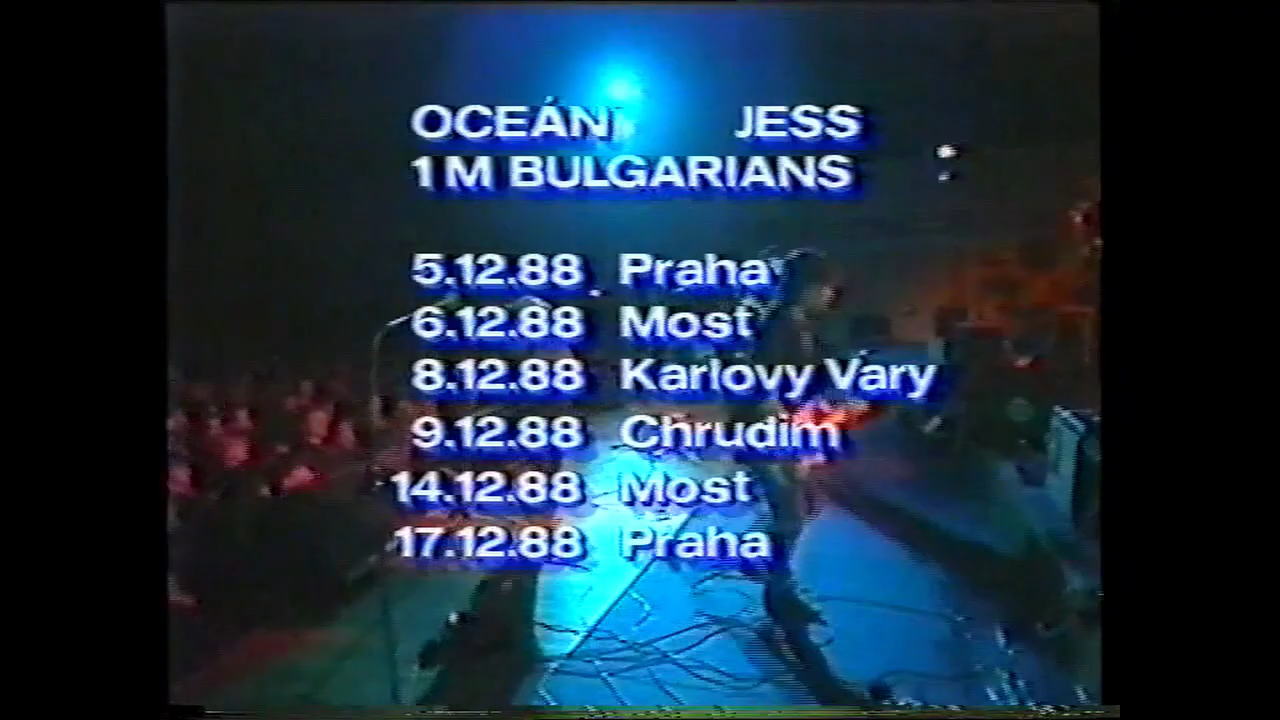 OCEÁN JESS
1 M BULGARIANS
5.12.88 Praha
6.12.88 Most
8.12.88 Karlovy Vary
9.12.88 Chrudim
14.12.88 Most
17.12.88 Praha